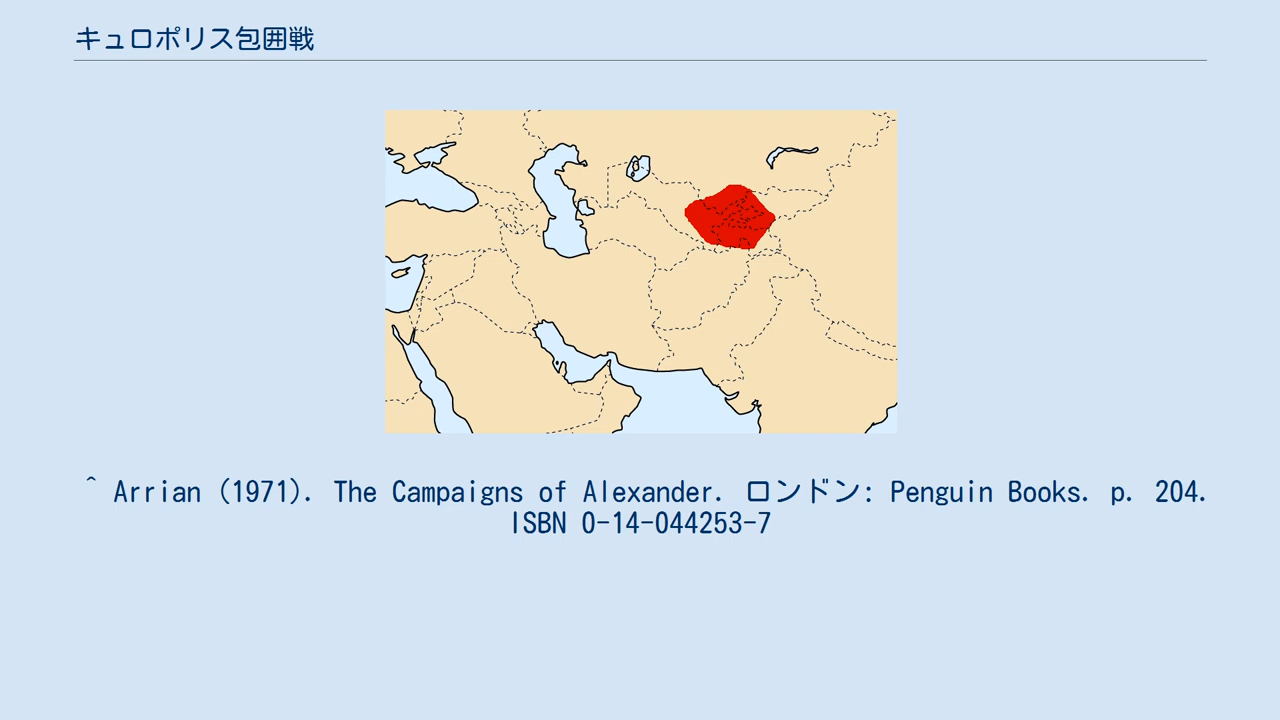 キュロポリス包囲戦
^ Arrian (1971). The Campaigns of Alexander. ロンドン: Penguin Books. p. 204.
ISBN 0-14-044253-7